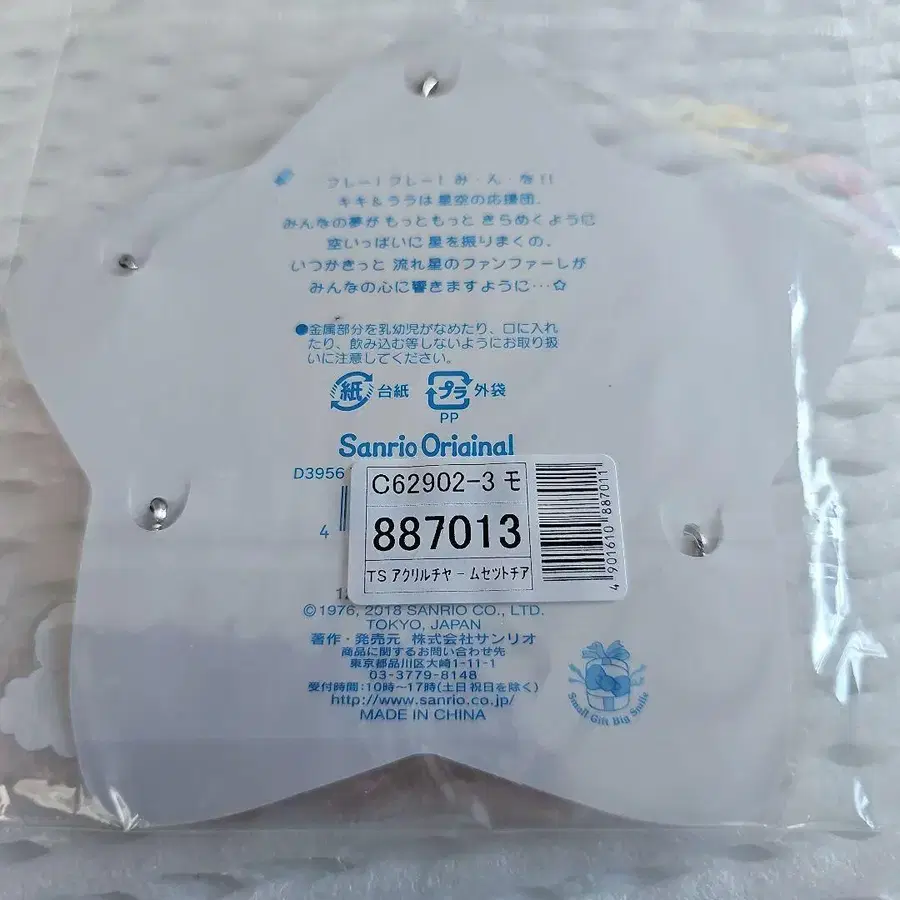 フレー！フレー！み・ん・な！！
キキ&ララは星空の応援団。
みんなの夢が もっともっと きらめくように
空いっぱいに 星を振りまくの。
いつかきっと 流れ星のファンファーレが
みんなの心に響きますように…☆
●金属部分を乳幼児がなめたり、口に入れ
たり、飲み込む等しないようにお取り扱
いに注意してください。
紙 台紙 プラ 外袋
PP
Sanrio Original
D3956
C62902-3 モ
887013
TS アクリルチヤ－ムセツトチア
4 901610 887011
4
©1976, 2018 SANRIO CO., LTD.
TOKYO, JAPAN
著作・発売元 株式会社サンリオ
商品に関するお問い合わせ先
東京都品川区大崎1-11-1
03-3779-8148
受付時間：10時〜17時(土日祝日を除く)
http://www.sanrio.co.jp/
MADE IN CHINA
Small Gift Big Smile